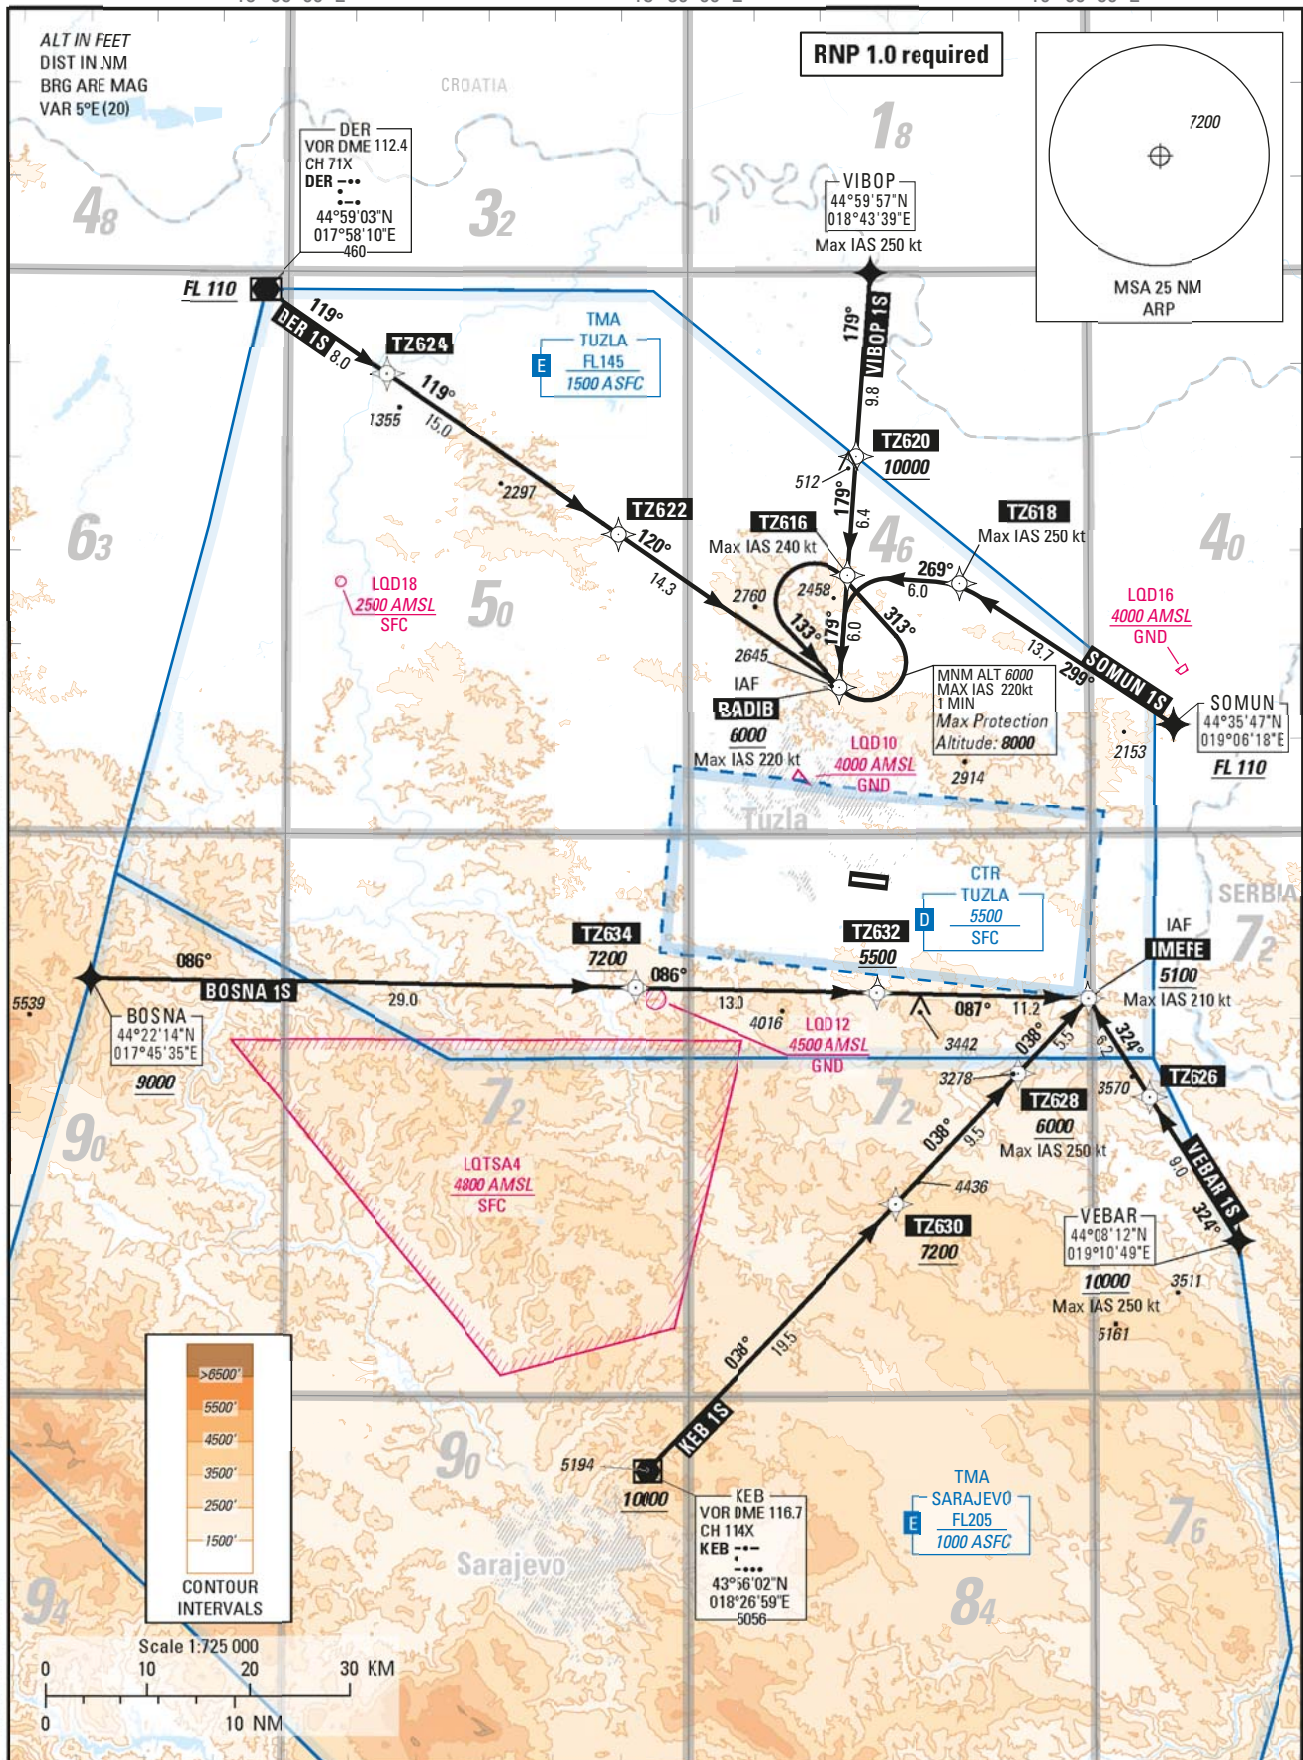 ALT IN FEET
DIST IN NM
BRG ARE MAG
VAR 5°E(20)
CROATIA
RNP 1.0 required
7200
MSA 25 NM
ARP
18
DER
VOR DME 112.4
CH 71X
DER
44°59'03"N
017°58'10"E
460
48
32
VIBOP
44°59'57"N
018°43'39"E
Max IAS 250 kt
FL 110
119°
DER 1S
8.0
TZ624
TMA
TUZLA
E
FL145
1500 ASFC
179°
VIBOP 1S
9.8
119°
15.0
1355
2297
TZ620
10000
512
179°
6.4
63
TZ622
120°
14.3
TZ616
Max IAS 240 kt
46
TZ618
Max IAS 250 kt
40
269°
6.0
LQD18
2500 AMSL
SFC
50
2760
2458
133°
179°
6.0
313°
LQD16
4000 AMSL
GND
13.7
299°
SOMUN 1S
2645
IAF
BADIB
6000
Max IAS 220 kt
MNM ALT 6000
MAX IAS 220kt
1 MIN
Max Protection
Altitude: 8000
SOMUN
44°35'47"N
019°06'18"E
FL 110
2153
LQD10
4000 AMSL
GND
2914
Tuzla
CTR
TUZLA
D
5500
SFC
SERBIA
72
TZ634
7200
TZ632
5500
IAF
IMEFE
5100
Max IAS 210 kt
086°
BOSNA 1S
29.0
086°
13.0
087°
11.2
5539
BOSNA
44°22'14"N
017°45'35"E
9000
4016
LQD12
4500 AMSL
GND
3442
038°
5.5
324°
6.2
3278
3570
TZ626
72
72
TZ628
6000
Max IAS 250 kt
90
LQTSA4
4800 AMSL
SFC
038°
9.5
9.0
VEBAR 1S
324°
4436
TZ630
7200
VEBAR
44°08'12"N
019°10'49"E
10000
Max IAS 250 kt
3511
5161
038°
19.5
>6500'
5500'
4500'
3500'
2500'
1500'
CONTOUR
INTERVALS
90
KEB 1S
5194
10000
KEB
VOR DME 116.7
CH 114X
KEB
43°56'02"N
018°26'59"E
5056
Sarajevo
TMA
SARAJEVO
E
FL205
1000 ASFC
76
94
84
Scale 1:725 000
0 10 20 30 KM
0 10 NM